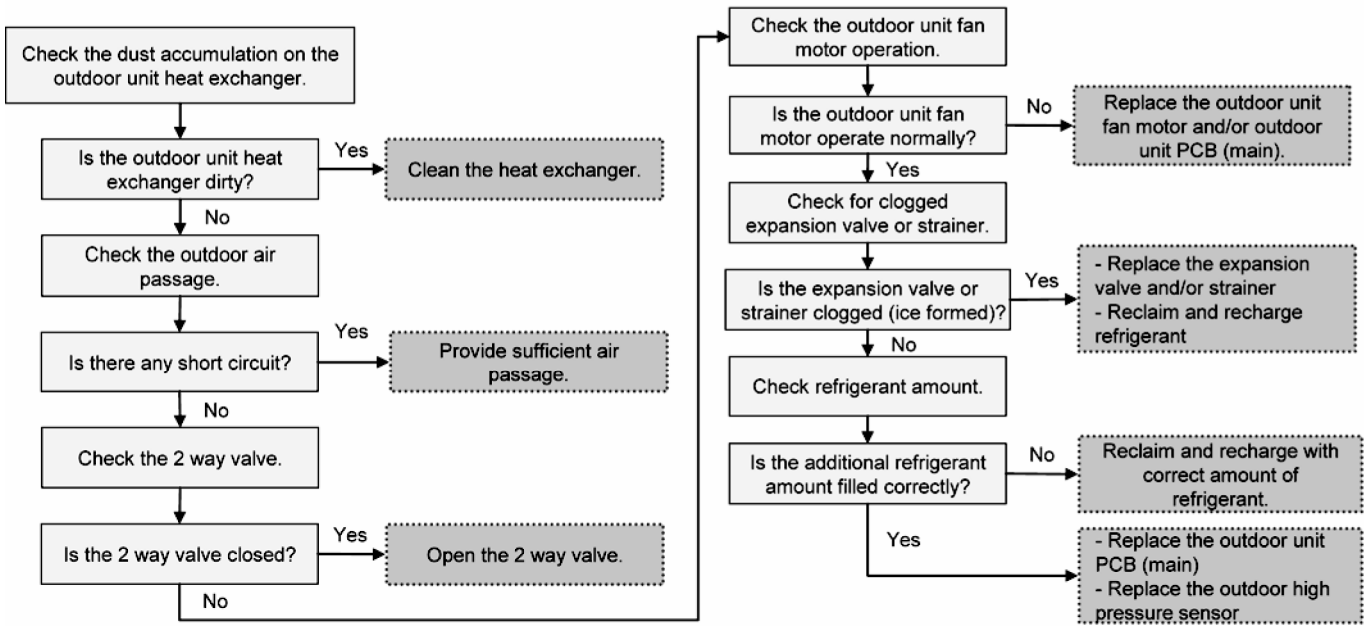 Check the dust accumulation on the
outdoor unit heat exchanger.
Is the outdoor unit heat
exchanger dirty?
Yes
Clean the heat exchanger.
No
Check the outdoor air
passage.
Is there any short circuit?
Yes
Provide sufficient air
passage.
No
Check the 2 way valve.
Is the 2 way valve closed?
Yes
Open the 2 way valve.
No
Check the outdoor unit fan
motor operation.
Is the outdoor unit fan
motor operate normally?
No
Replace the outdoor unit
fan motor and/or outdoor
unit PCB (main).
Yes
Check for clogged
expansion valve or strainer.
Is the expansion valve or
strainer clogged (ice formed)?
Yes
- Replace the expansion
valve and/or strainer
- Reclaim and recharge
refrigerant
No
Check refrigerant amount.
Is the additional refrigerant
amount filled correctly?
No
Reclaim and recharge with
correct amount of
refrigerant.
Yes
- Replace the outdoor unit
PCB (main)
- Replace the outdoor high
pressure sensor